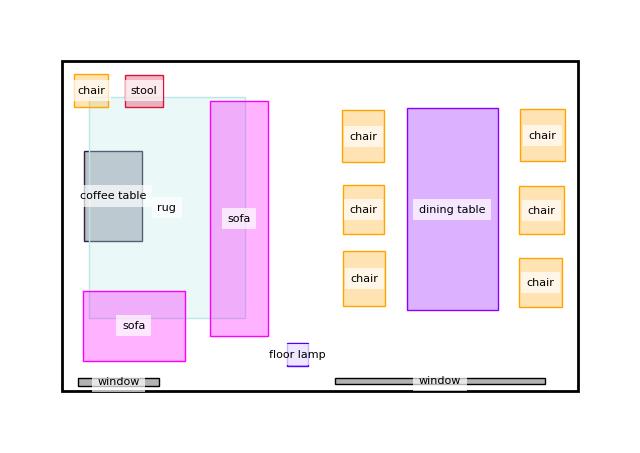 chair
stool
coffee table
rug
sofa
sofa
floor lamp
window
chair
chair
chair
dining table
chair
chair
chair
window